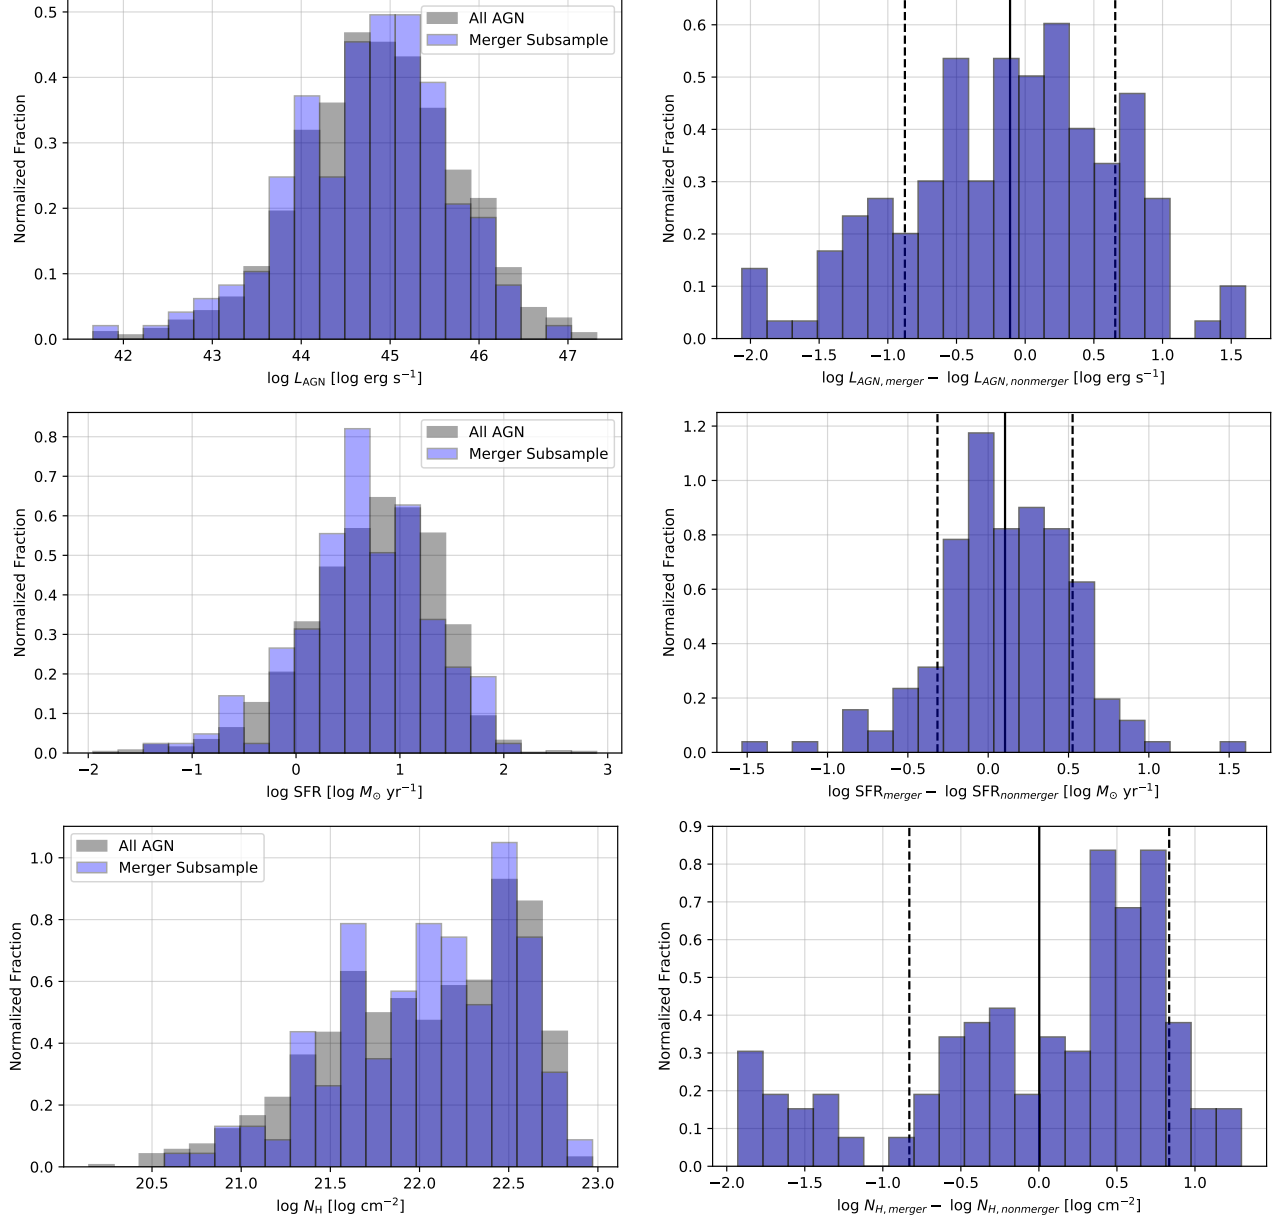 All AGN
Merger Subsample
Normalized Fraction
0.5
0.4
0.3
0.2
0.1
0.0
42 43 44 45 46 47
log L_AGN [log erg s⁻¹]
Normalized Fraction
0.6
0.5
0.4
0.3
0.2
0.1
0.0
−2.0 −1.5 −1.0 −0.5 0.0 0.5 1.0 1.5
log L_AGN,merger − log L_AGN,nonmerger [log erg s⁻¹]
All AGN
Merger Subsample
Normalized Fraction
0.8
0.7
0.6
0.5
0.4
0.3
0.2
0.1
0.0
−2 −1 0 1 2 3
log SFR [log M⊙ yr⁻¹]
Normalized Fraction
1.2
1.0
0.8
0.6
0.4
0.2
0.0
−1.5 −1.0 −0.5 0.0 0.5 1.0 1.5
log SFR_merger − log SFR_nonmerger [log M⊙ yr⁻¹]
All AGN
Merger Subsample
Normalized Fraction
1.0
0.8
0.6
0.4
0.2
0.0
20.5 21.0 21.5 22.0 22.5 23.0
log N_H [log cm⁻²]
Normalized Fraction
0.9
0.8
0.7
0.6
0.5
0.4
0.3
0.2
0.1
0.0
−2.0 −1.5 −1.0 −0.5 0.0 0.5 1.0
log N_H,merger − log N_H,nonmerger [log cm⁻²]